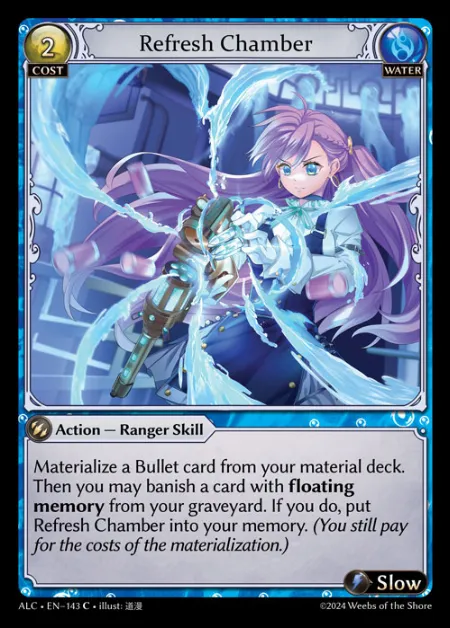 2
Refresh Chamber
COST
WATER
Action — Ranger Skill
Materialize a Bullet card from your material deck.
Then you may banish a card with floating
memory from your graveyard. If you do, put
Refresh Chamber into your memory. (You still pay
for the costs of the materialization.)
Slow
ALC • EN–143 C • illust: 道漫
©2024 Weebs of the Shore